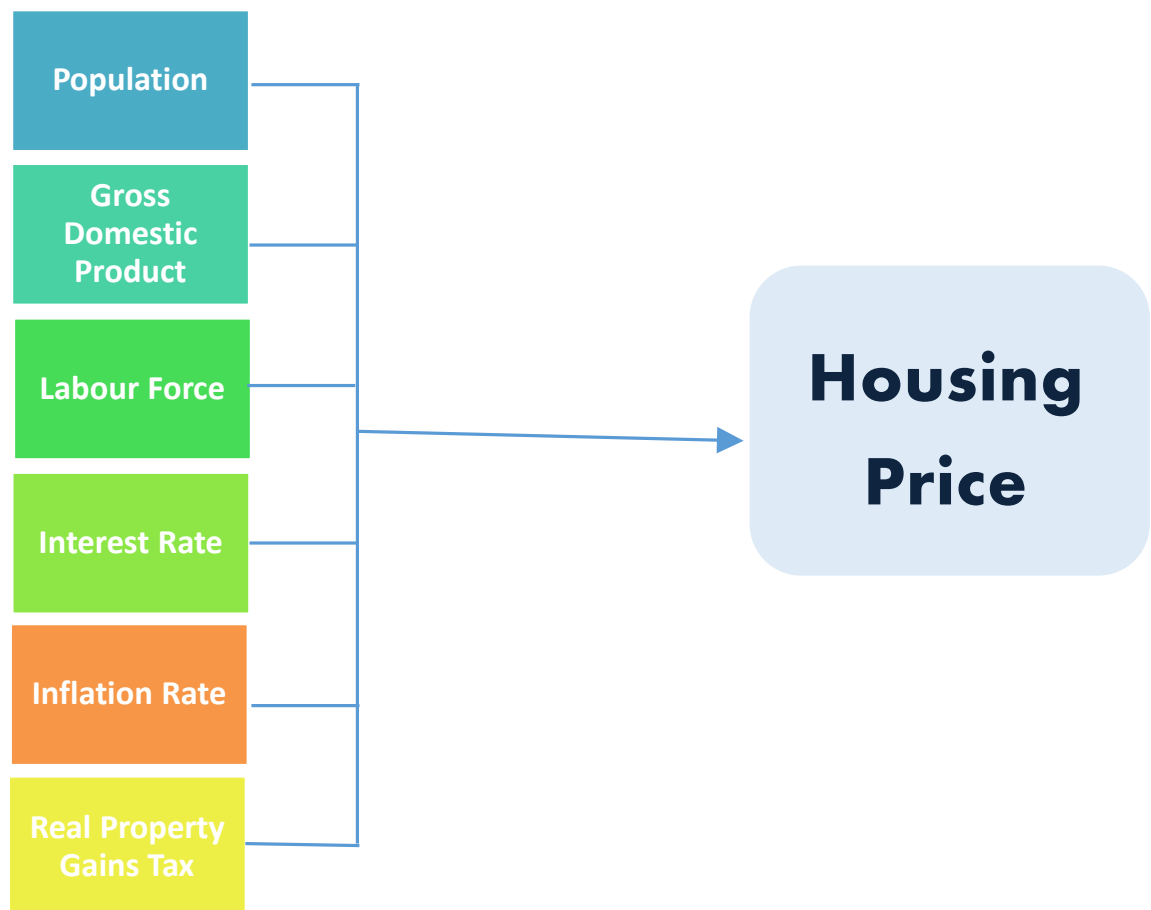 Population
Gross
Domestic
Product
Labour Force
Interest Rate
Inflation Rate
Real Property
Gains Tax
Housing
Price